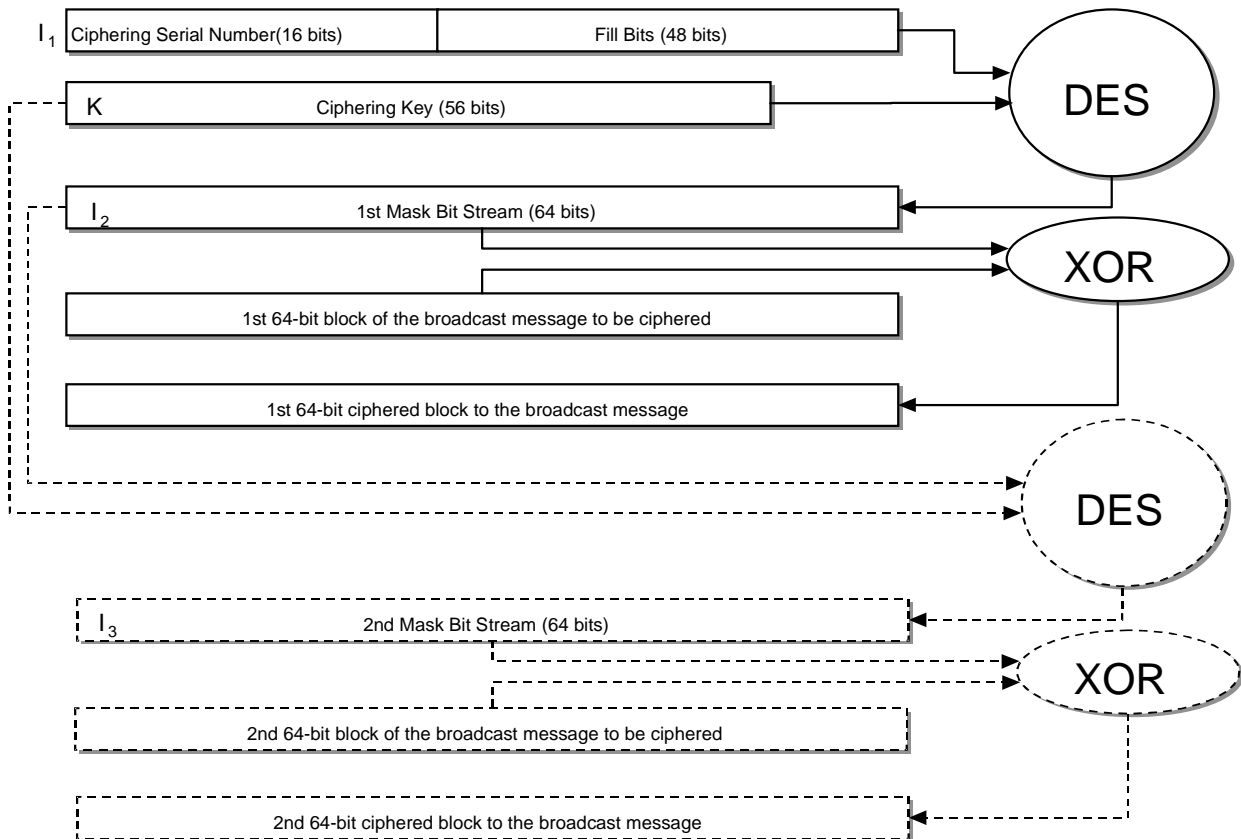 I1 Ciphering Serial Number(16 bits) Fill Bits (48 bits)
K Ciphering Key (56 bits)
DES
I2 1st Mask Bit Stream (64 bits)
XOR
1st 64-bit block of the broadcast message to be ciphered
1st 64-bit ciphered block to the broadcast message
DES
I3 2nd Mask Bit Stream (64 bits)
XOR
2nd 64-bit block of the broadcast message to be ciphered
2nd 64-bit ciphered block to the broadcast message